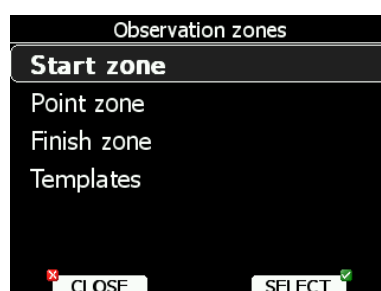 Observation zones
Start zone
Point zone
Finish zone
Templates
CLOSE SELECT